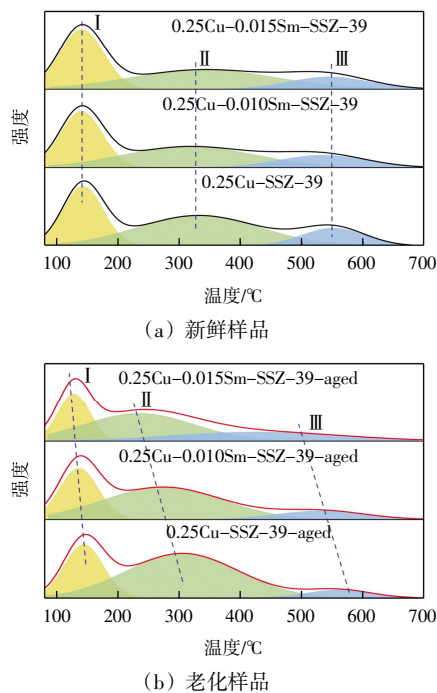 Ⅰ
0.25Cu-0.015Sm-SSZ-39
Ⅱ
Ⅲ
0.25Cu-0.010Sm-SSZ-39
0.25Cu-SSZ-39
强度
100 200 300 400 500 600 700
温度/℃
(a) 新鲜样品
Ⅰ
0.25Cu-0.015Sm-SSZ-39-aged
Ⅱ
Ⅲ
0.25Cu-0.010Sm-SSZ-39-aged
0.25Cu-SSZ-39-aged
强度
100 200 300 400 500 600 700
温度/℃
(b) 老化样品